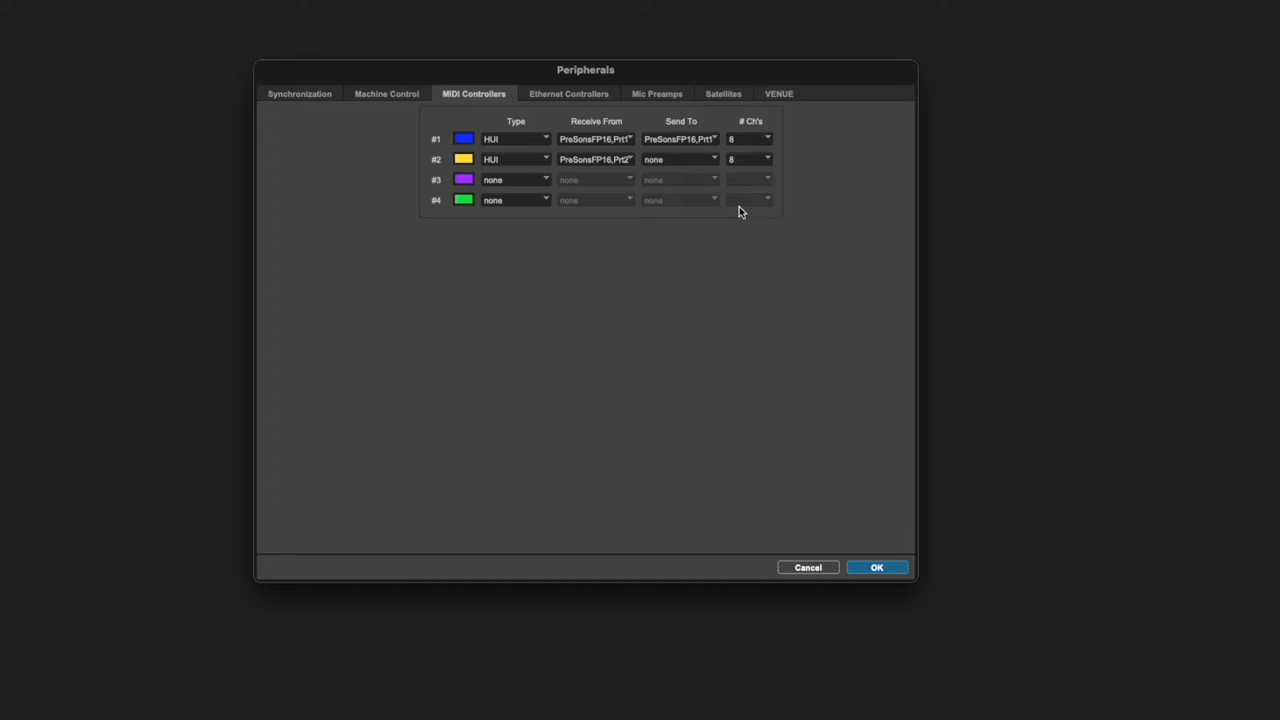 Peripherals
Synchronization Machine Control MIDI Controllers Ethernet Controllers Mic Preamps Satellites VENUE
Type Receive From Send To # Ch's
#1 HUI PreSonsFP16,Prt1 PreSonsFP16,Prt1 8
#2 HUI PreSonsFP16,Prt2 none 8
#3 none none none
#4 none none none
Cancel OK